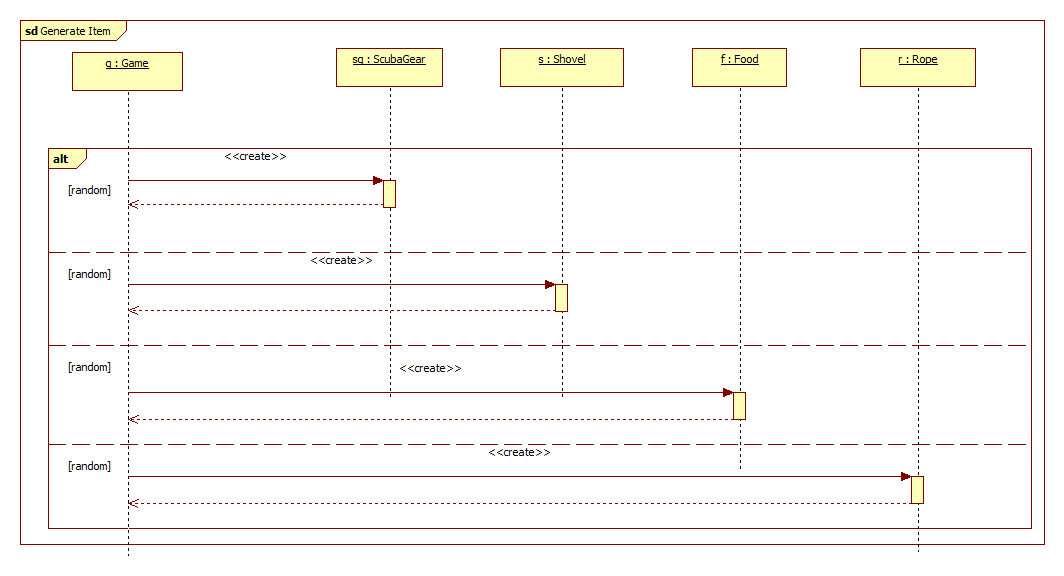 sd Generate Item
g : Game
sg : ScubaGear
s : Shovel
f : Food
r : Rope
alt
<<create>>
[random]
<<create>>
[random]
<<create>>
[random]
<<create>>
[random]